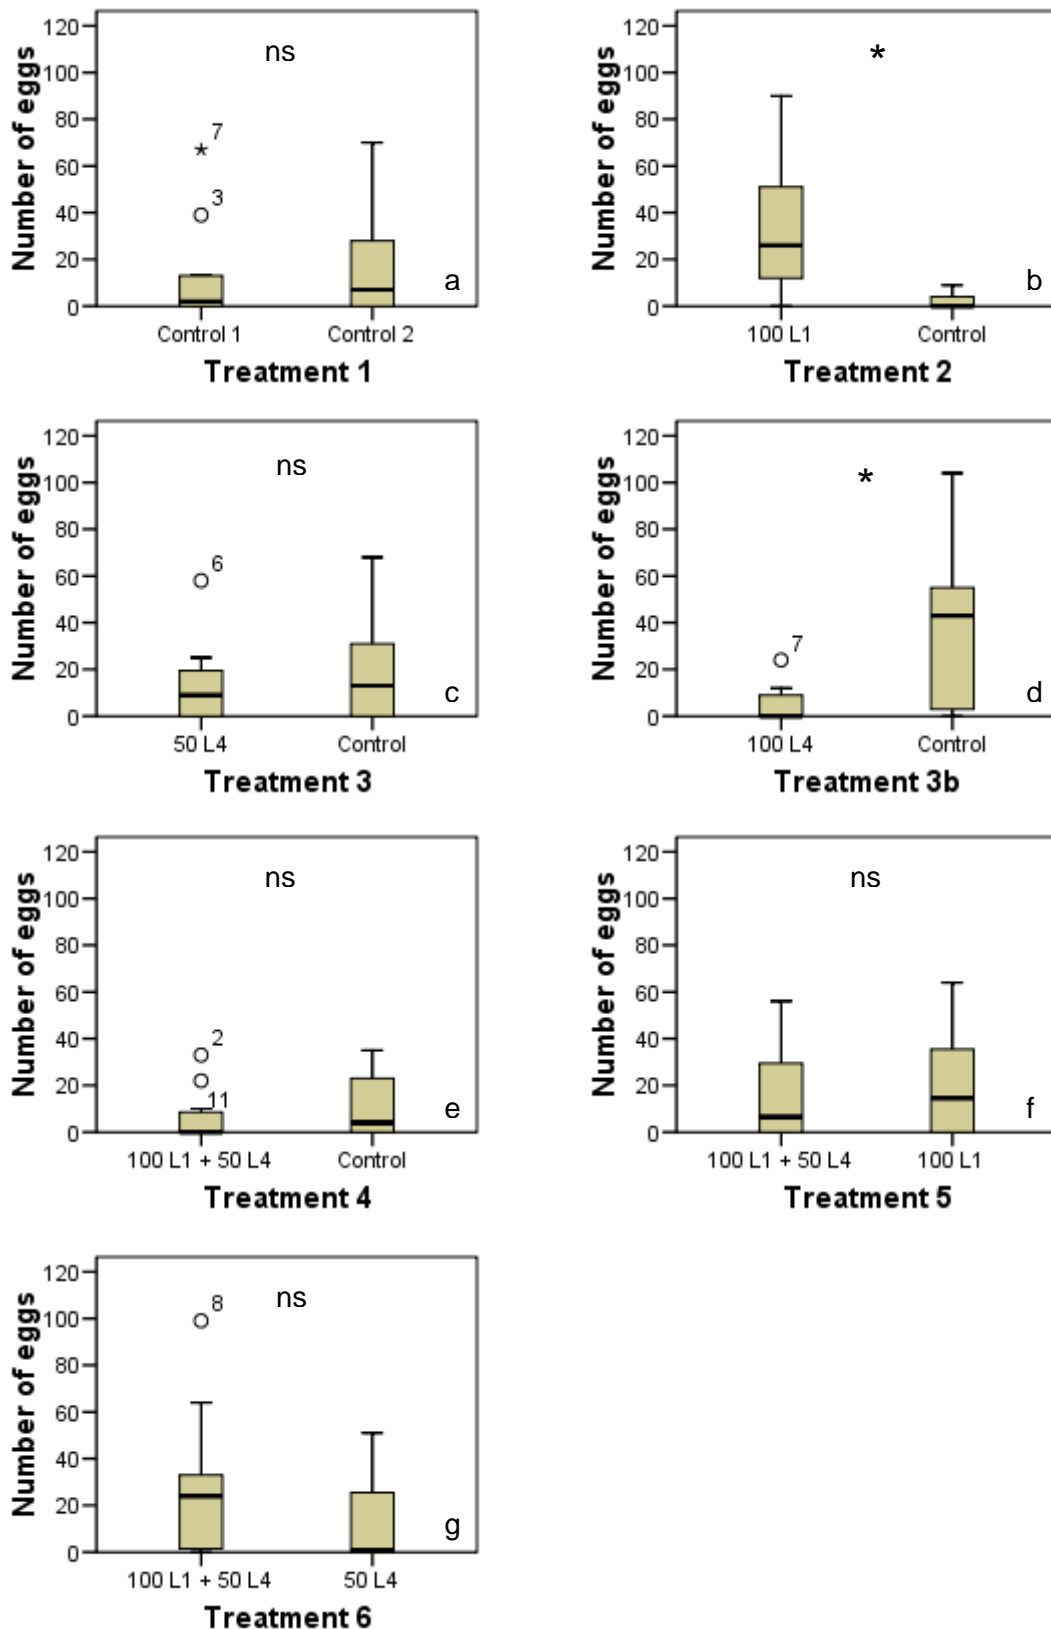 Number of eggs
120
100
80
60
40
20
0
ns
* 7
3
a
Control 1 Control 2
Treatment 1
Number of eggs
120
100
80
60
40
20
0
*
b
100 L1 Control
Treatment 2
Number of eggs
120
100
80
60
40
20
0
ns
6
c
50 L4 Control
Treatment 3
Number of eggs
120
100
80
60
40
20
0
*
7
d
100 L4 Control
Treatment 3b
Number of eggs
120
100
80
60
40
20
0
ns
2
11
e
100 L1 + 50 L4 Control
Treatment 4
Number of eggs
120
100
80
60
40
20
0
ns
f
100 L1 + 50 L4 100 L1
Treatment 5
Number of eggs
120
100
80
60
40
20
0
8
ns
g
100 L1 + 50 L4 50 L4
Treatment 6